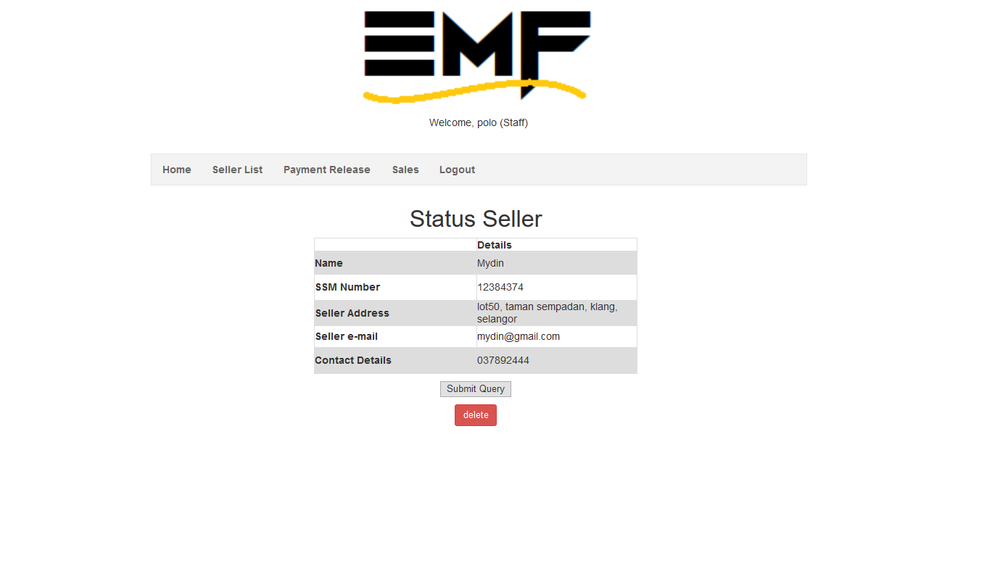 EMF
Welcome, polo (Staff)
Home Seller List Payment Release Sales Logout
Status Seller
Details
Name Mydin
SSM Number 12384374
Seller Address lot50, taman sempadan, klang,
selangor
Seller e-mail mydin@gmail.com
Contact Details 037892444
Submit Query
delete